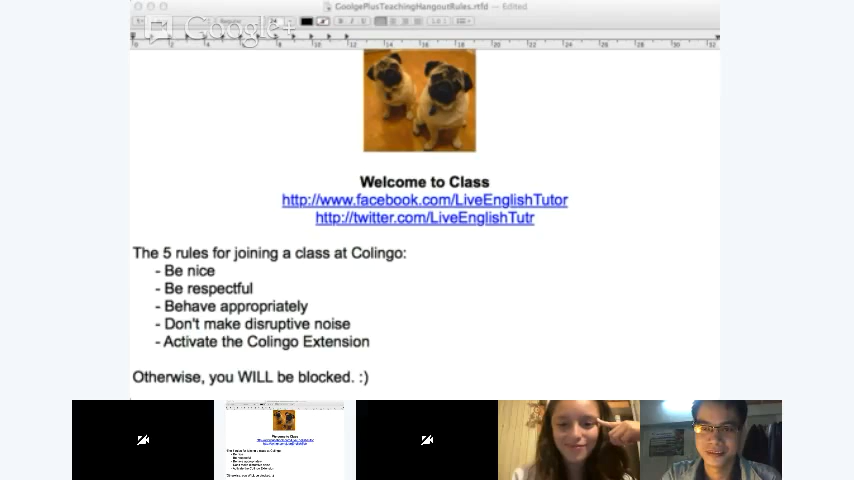 GoolgePlusTeachingHangoutRules.rtfd — Edited
Google+
Welcome to Class
http://www.facebook.com/LiveEnglishTutor
http://twitter.com/LiveEnglishTutr
The 5 rules for joining a class at Colingo:
- Be nice
- Be respectful
- Behave appropriately
- Don't make disruptive noise
- Activate the Colingo Extension
Otherwise, you WILL be blocked. :)